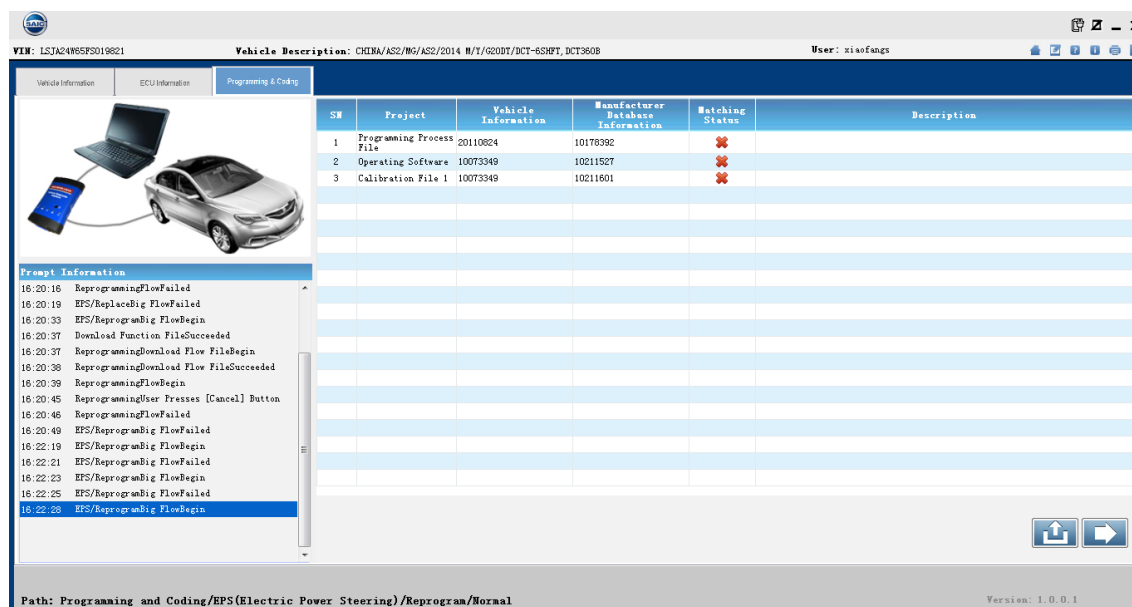 SAIC
VIN: LSJA24W65FS019821 Vehicle Description: CHINA/AS2/MG/AS2/2014 M/Y/G20DT/DCT-6SHFT,DCT360B User: xiaofangs
Vehicle Information ECU Information Programming & Coding
SN Project Vehicle Information Manufacturer Database Information Matching Status Description
1 Programming Process File 20110824 10178392
2 Operating Software 10073349 10211527
3 Calibration File 1 10073349 10211601
Prompt Information
16:20:16 ReprogrammingFlowFailed
16:20:19 EPS/ReplaceBig FlowFailed
16:20:33 EPS/ReprogramBig FlowBegin
16:20:37 Download Function FileSucceeded
16:20:37 ReprogrammingDownload Flow FileBegin
16:20:38 ReprogrammingDownload Flow FileSucceeded
16:20:39 ReprogrammingFlowBegin
16:20:45 ReprogrammingUser Presses [Cancel] Button
16:20:46 ReprogrammingFlowFailed
16:20:49 EPS/ReprogramBig FlowFailed
16:22:19 EPS/ReprogramBig FlowBegin
16:22:21 EPS/ReprogramBig FlowFailed
16:22:23 EPS/ReprogramBig FlowBegin
16:22:25 EPS/ReprogramBig FlowFailed
16:22:28 EPS/ReprogramBig FlowBegin
Path: Programming and Coding/EPS(Electric Power Steering)/Reprogram/Normal Version: 1.0.0.1